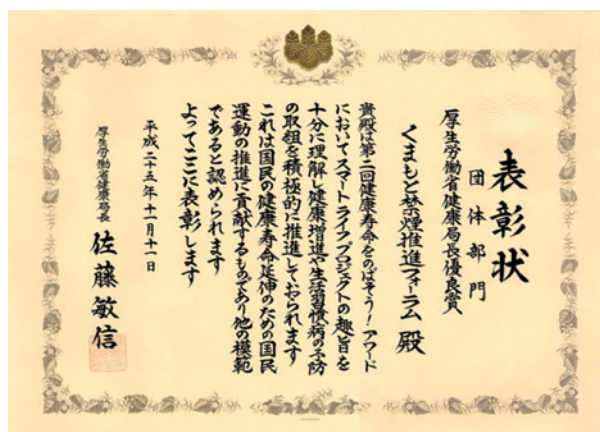 表彰状
団体部門
厚生労働省健康局長優良賞
くまもと禁煙推進フォーラム 殿
貴殿は第二回健康寿命をのばそう！アワード
においてスマートライフプロジェクトの趣旨を
十分に理解し健康増進や生活習慣病の予防
の取組を積極的に推進しておられます
これは国民の健康寿命延伸のための国民
運動の推進に貢献するものであり他の模範
であると認められます
よってここに表彰します
平成二十五年十一月十一日
厚生労働省健康局長 佐藤敏信